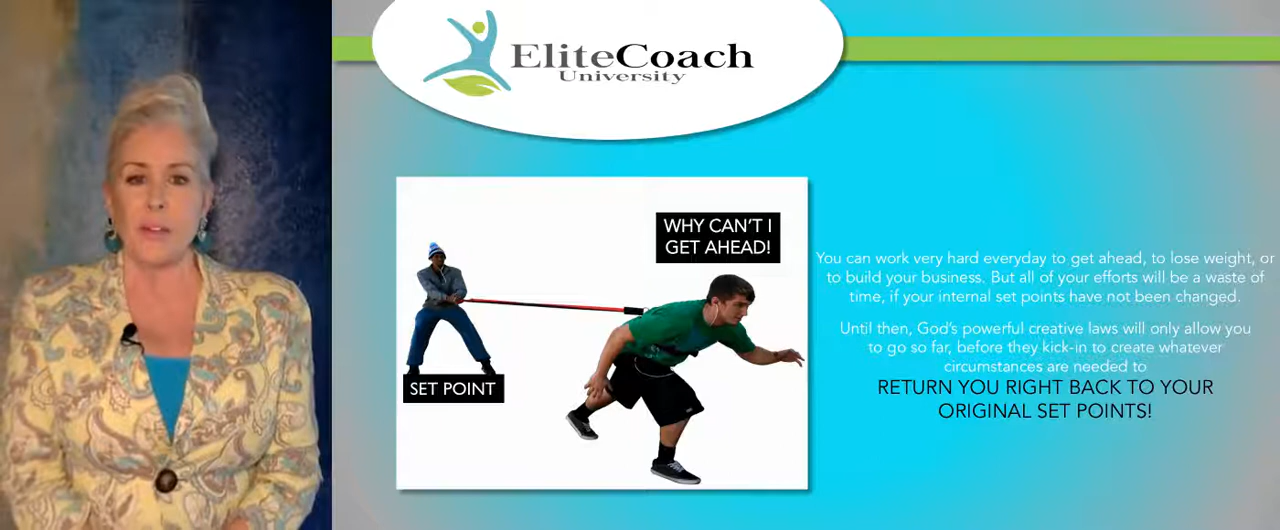 EliteCoach
University
WHY CAN'T I
GET AHEAD!
SET POINT
You can work very hard everyday to get ahead, to lose weight, or
to build your business. But all of your efforts will be a waste of
time, if your internal set points have not been changed.
Until then, God's powerful creative laws will only allow you
to go so far, before they kick-in to create whatever
circumstances are needed to
RETURN YOU RIGHT BACK TO YOUR
ORIGINAL SET POINTS!